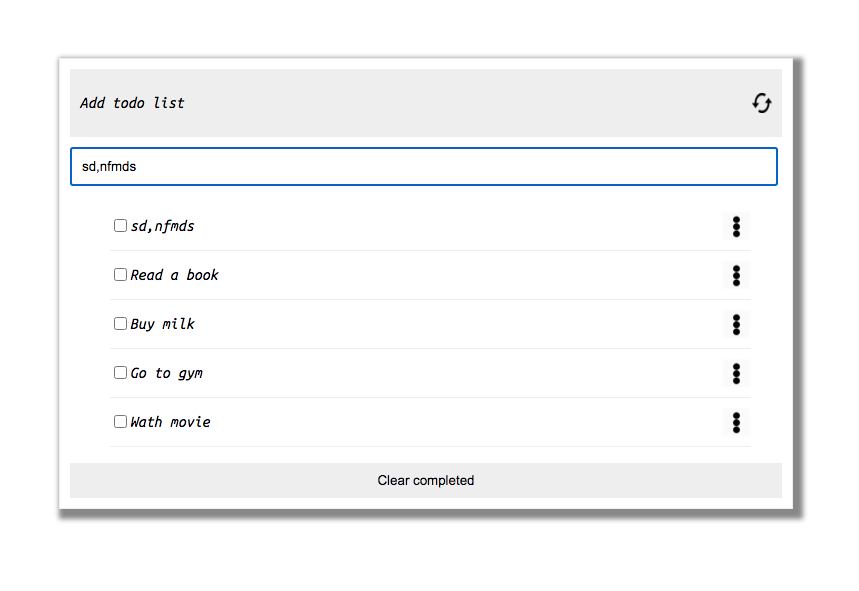 Add todo list
sd,nfmds
sd,nfmds
Read a book
Buy milk
Go to gym
Wath movie
Clear completed